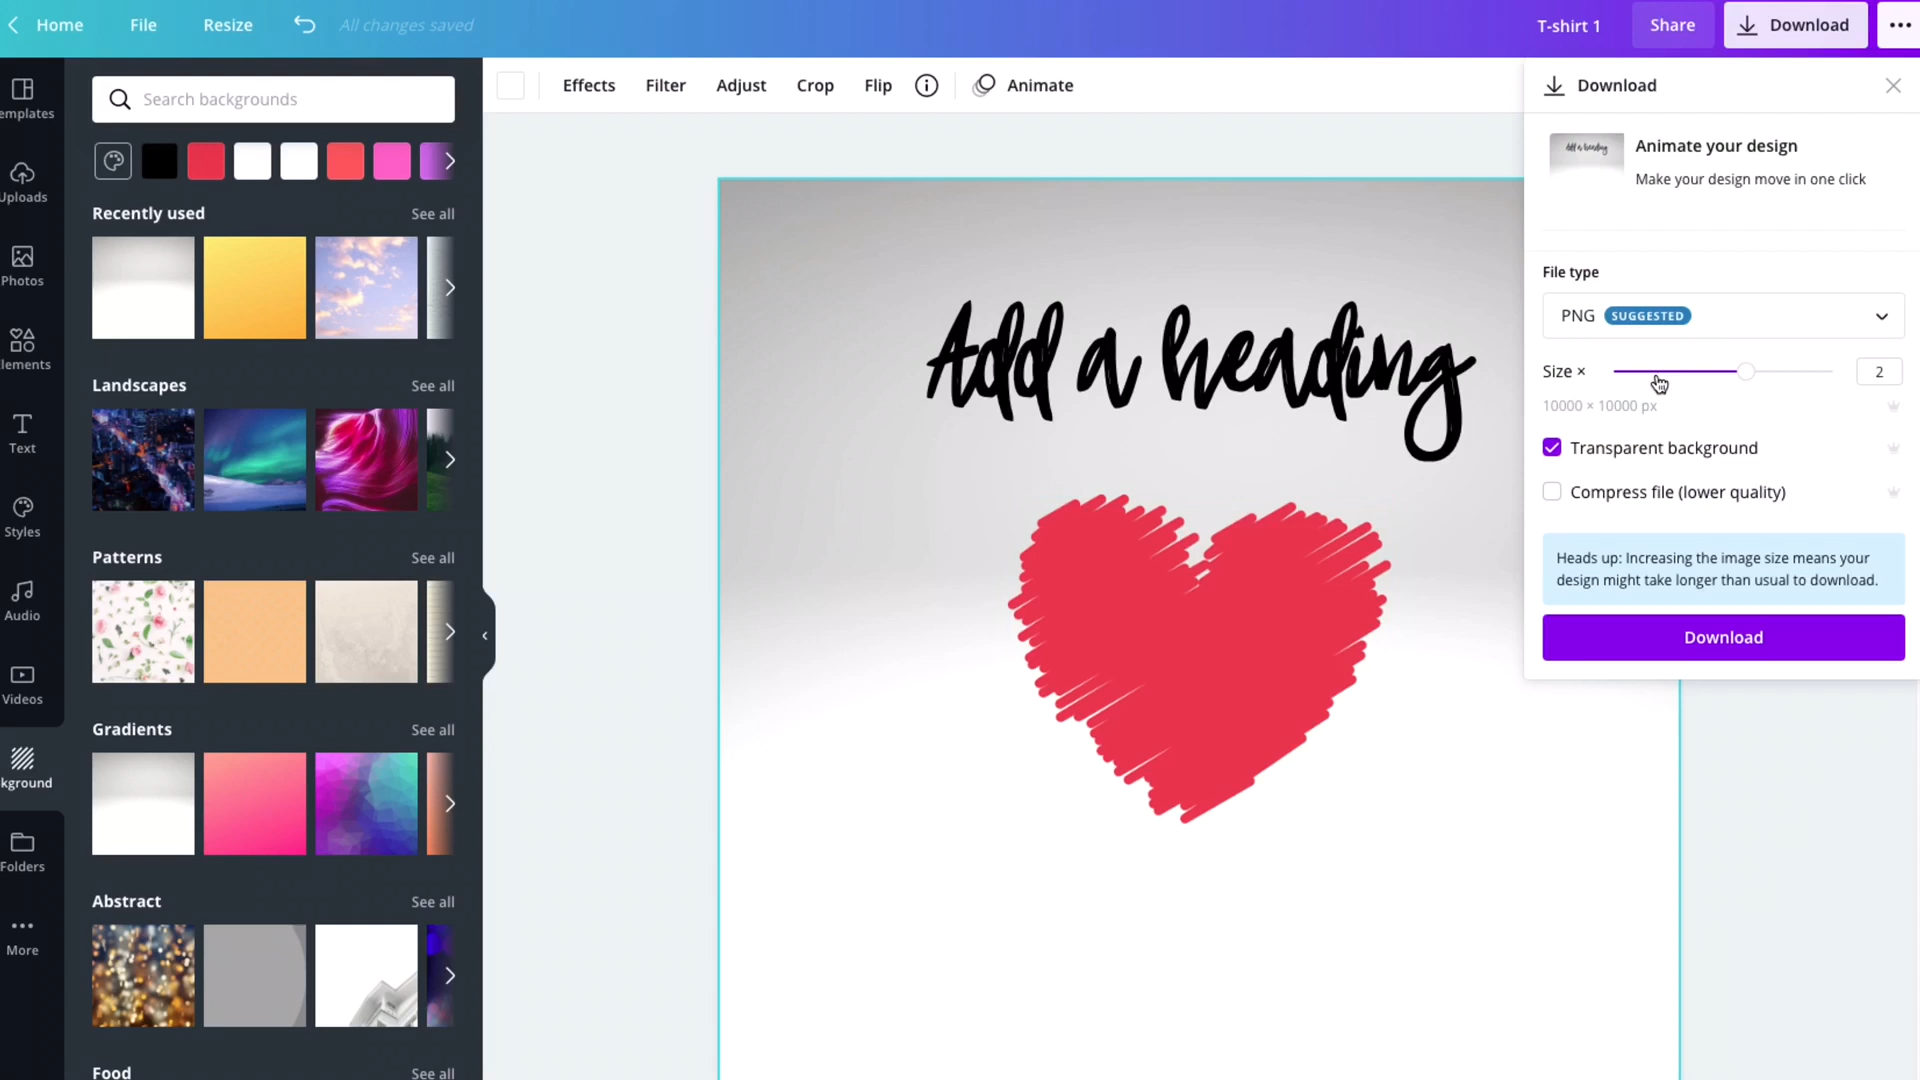 Home File Resize All changes saved T-shirt 1 Share Download
Search backgrounds
Effects Filter Adjust Crop Flip Animate
emplates
Uploads
Photos
lements
Text
Styles
Audio
Videos
kground
Folders
More
Recently used See all
Landscapes See all
Patterns See all
Gradients See all
Abstract See all
Food See all
Add a heading
Download
Add a heading
Animate your design
Make your design move in one click
File type
PNG SUGGESTED
Size × 2
10000 × 10000 px
Transparent background
Compress file (lower quality)
Heads up: Increasing the image size means your
design might take longer than usual to download.
Download